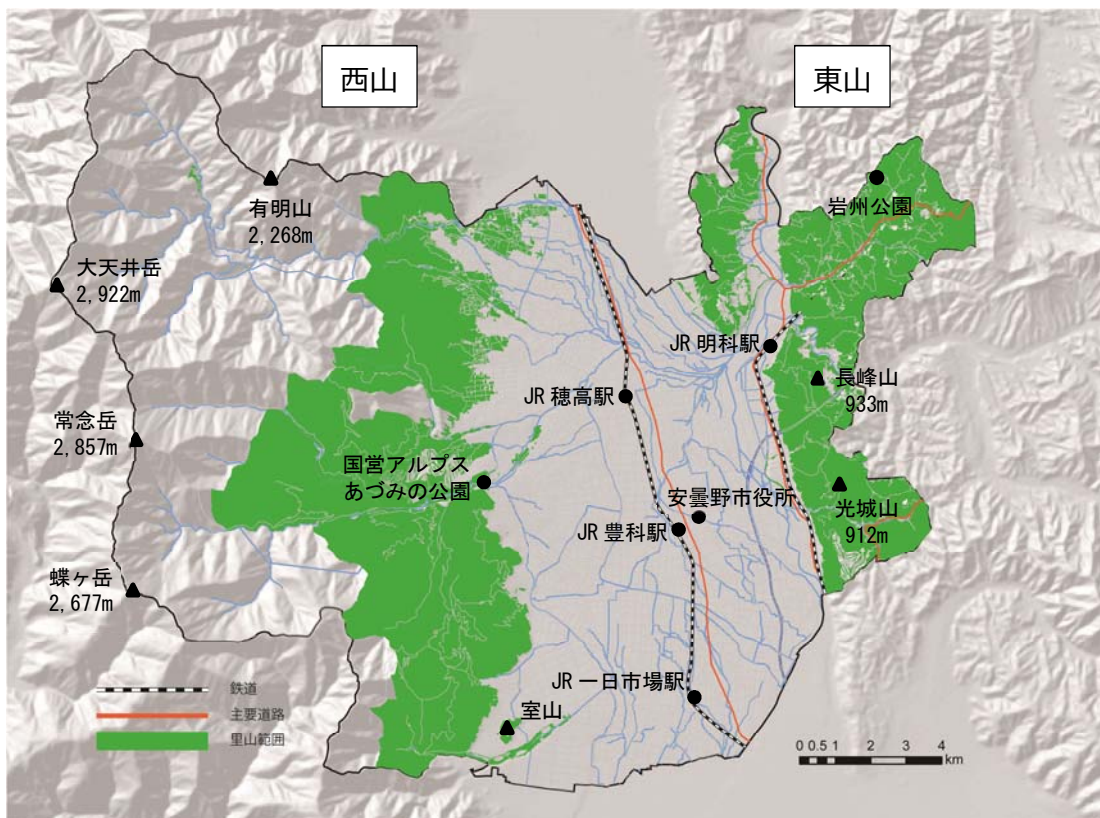 西山
東山
有明山
2,268m
岩州公園
大天井岳
2,922m
JR 明科駅
長峰山
933m
JR 穂高駅
常念岳
2,857m
国営アルプス
あづみの公園
安曇野市役所
光城山
912m
JR 豊科駅
蝶ヶ岳
2,677m
JR 一日市場駅
室山
鉄道
主要道路
里山範囲
0 0.5 1 2 3 4
km